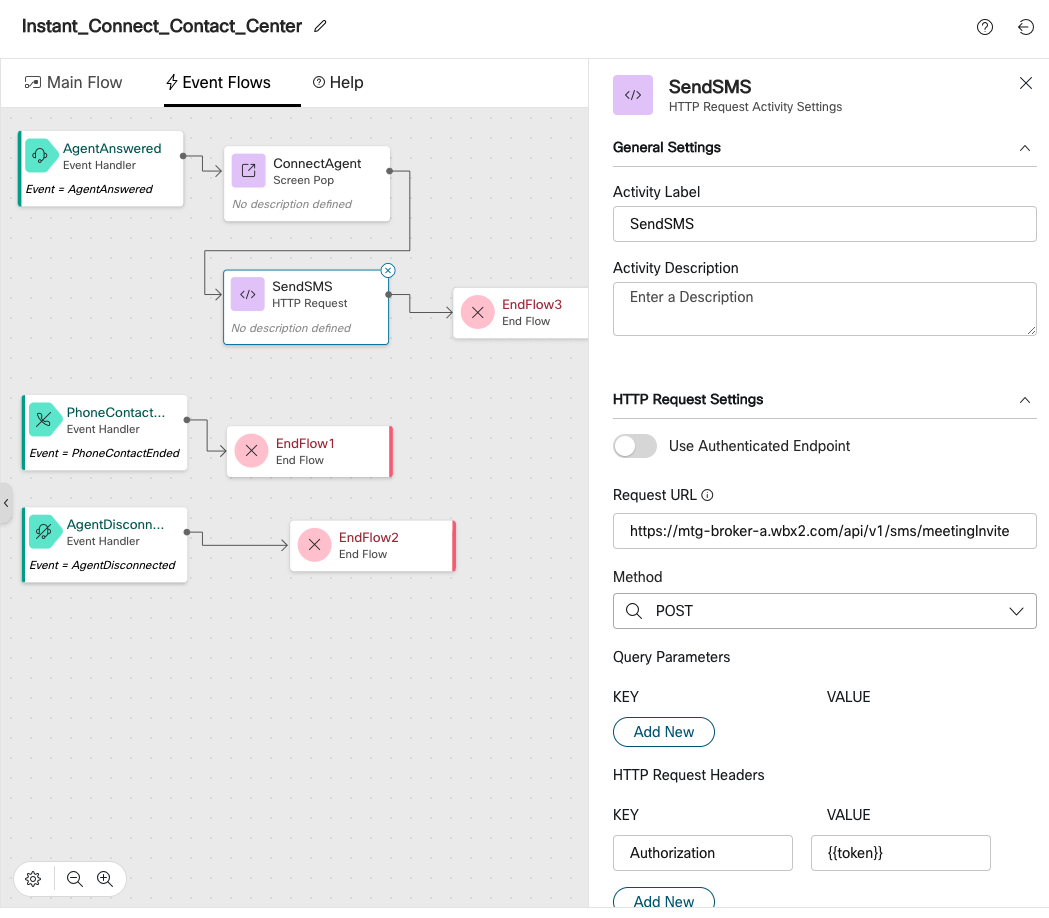 Instant_Connect_Contact_Center
Main Flow
Event Flows
Help
AgentAnswered
Event Handler
Event = AgentAnswered
ConnectAgent
Screen Pop
No description defined
SendSMS
HTTP Request
No description defined
EndFlow3
End Flow
PhoneContact...
Event Handler
Event = PhoneContactEnded
EndFlow1
End Flow
AgentDisconn...
Event Handler
Event = AgentDisconnected
EndFlow2
End Flow
SendSMS
HTTP Request Activity Settings
General Settings
Activity Label
SendSMS
Activity Description
Enter a Description
HTTP Request Settings
Use Authenticated Endpoint
Request URL
https://mtg-broker-a.wbx2.com/api/v1/sms/meetingInvite
Method
POST
Query Parameters
KEY VALUE
Add New
HTTP Request Headers
KEY VALUE
Authorization {{token}}
Add New